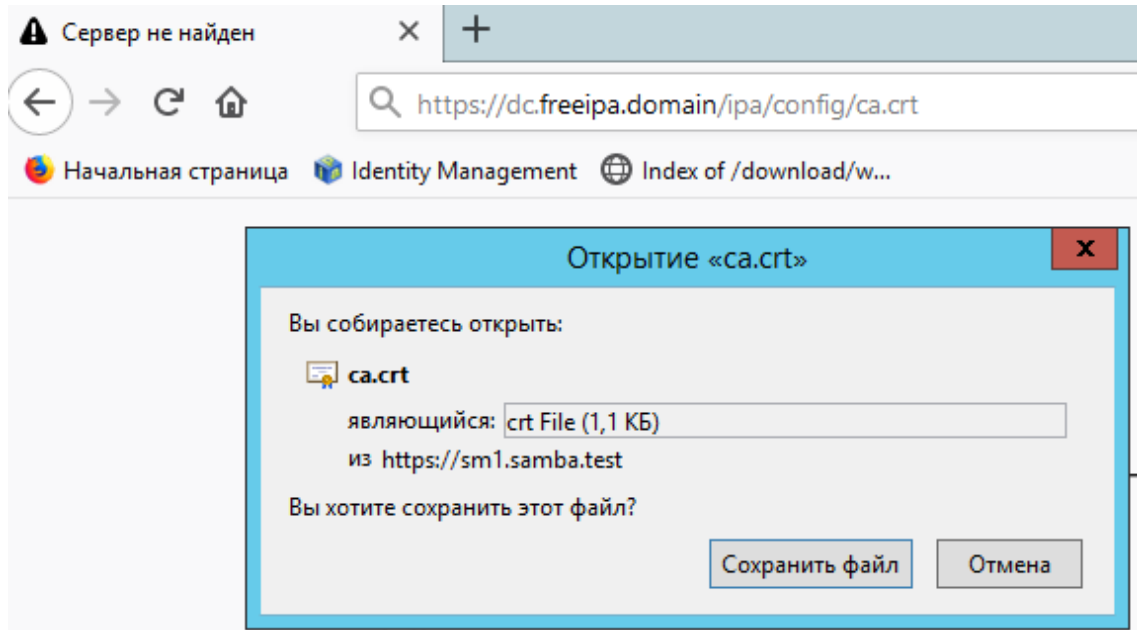 Сервер не найден
https://dc.freeipa.domain/ipa/config/ca.crt
Начальная страница Identity Management Index of /download/w...
Открытие «ca.crt»
Вы собираетесь открыть:
ca.crt
являющийся: crt File (1,1 КБ)
из https://sm1.samba.test
Вы хотите сохранить этот файл?
Сохранить файл Отмена